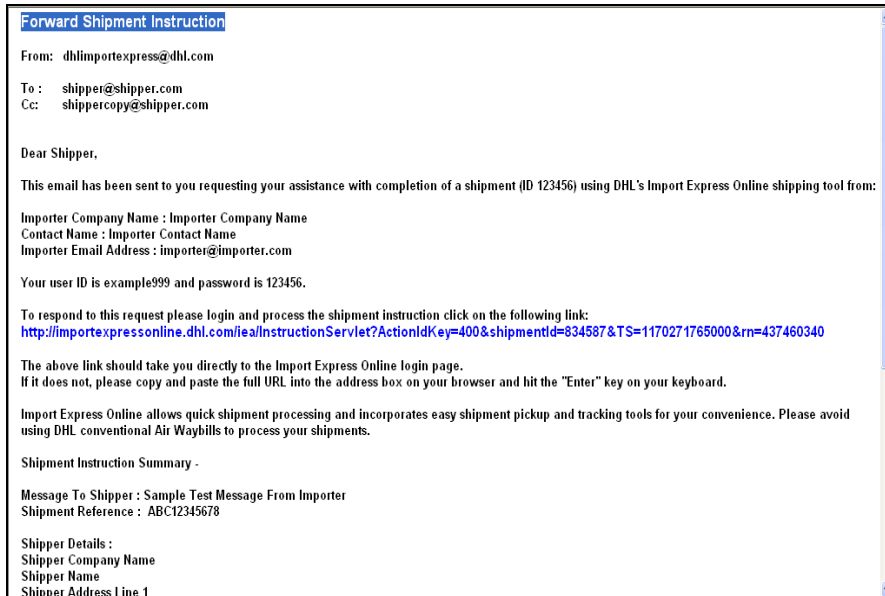 Forward Shipment Instruction
From: dhlimportexpress@dhl.com
To : shipper@shipper.com
Cc: shippercopy@shipper.com
Dear Shipper,
This email has been sent to you requesting your assistance with completion of a shipment (ID 123456) using DHL's Import Express Online shipping tool from:
Importer Company Name : Importer Company Name
Contact Name : Importer Contact Name
Importer Email Address : importer@importer.com
Your user ID is example999 and password is 123456.
To respond to this request please login and process the shipment instruction click on the following link:
http://importexpressonline.dhl.com/iea/InstructionServlet?ActionIdKey=400&shipmentId=834587&TS=1170271765000&rn=437460340
The above link should take you directly to the Import Express Online login page.
If it does not, please copy and paste the full URL into the address box on your browser and hit the "Enter" key on your keyboard.
Import Express Online allows quick shipment processing and incorporates easy shipment pickup and tracking tools for your convenience. Please avoid
using DHL conventional Air Waybills to process your shipments.
Shipment Instruction Summary -
Message To Shipper : Sample Test Message From Importer
Shipment Reference : ABC12345678
Shipper Details :
Shipper Company Name
Shipper Name
Shipper Address Line 1